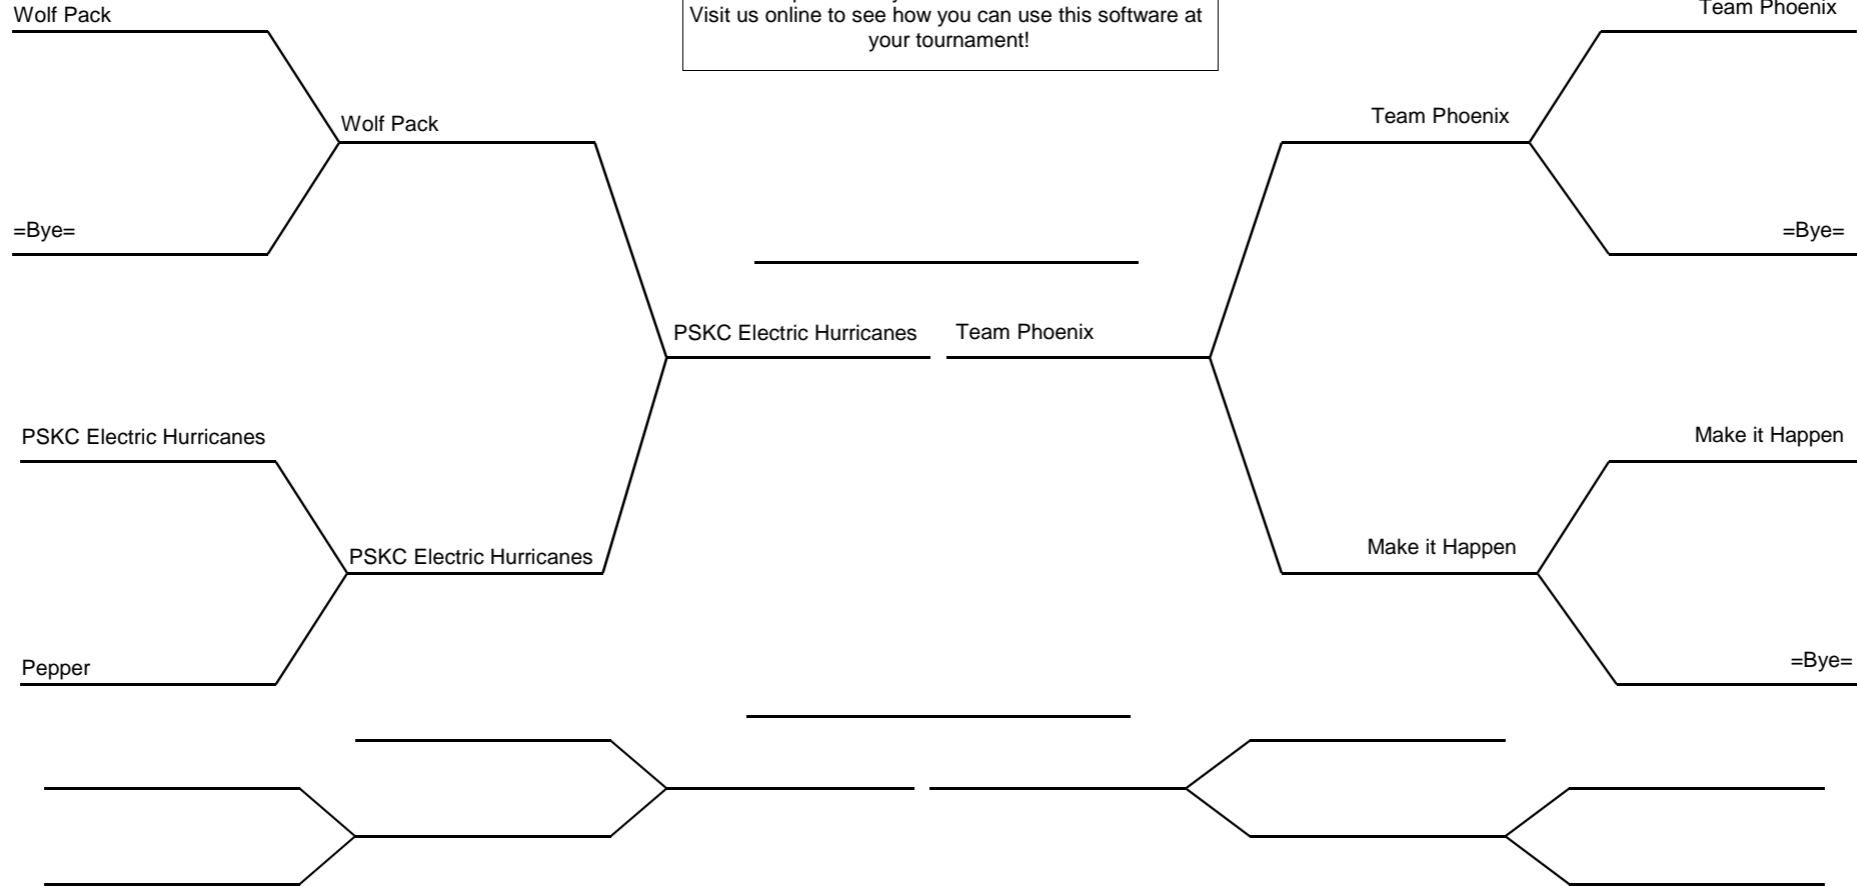 Wolf Pack
Visit us online to see how you can use this software at
your tournament!
Team Phoenix
Wolf Pack
Team Phoenix
=Bye=
=Bye=
PSKC Electric Hurricanes
Team Phoenix
PSKC Electric Hurricanes
Make it Happen
PSKC Electric Hurricanes
Make it Happen
Pepper
=Bye=